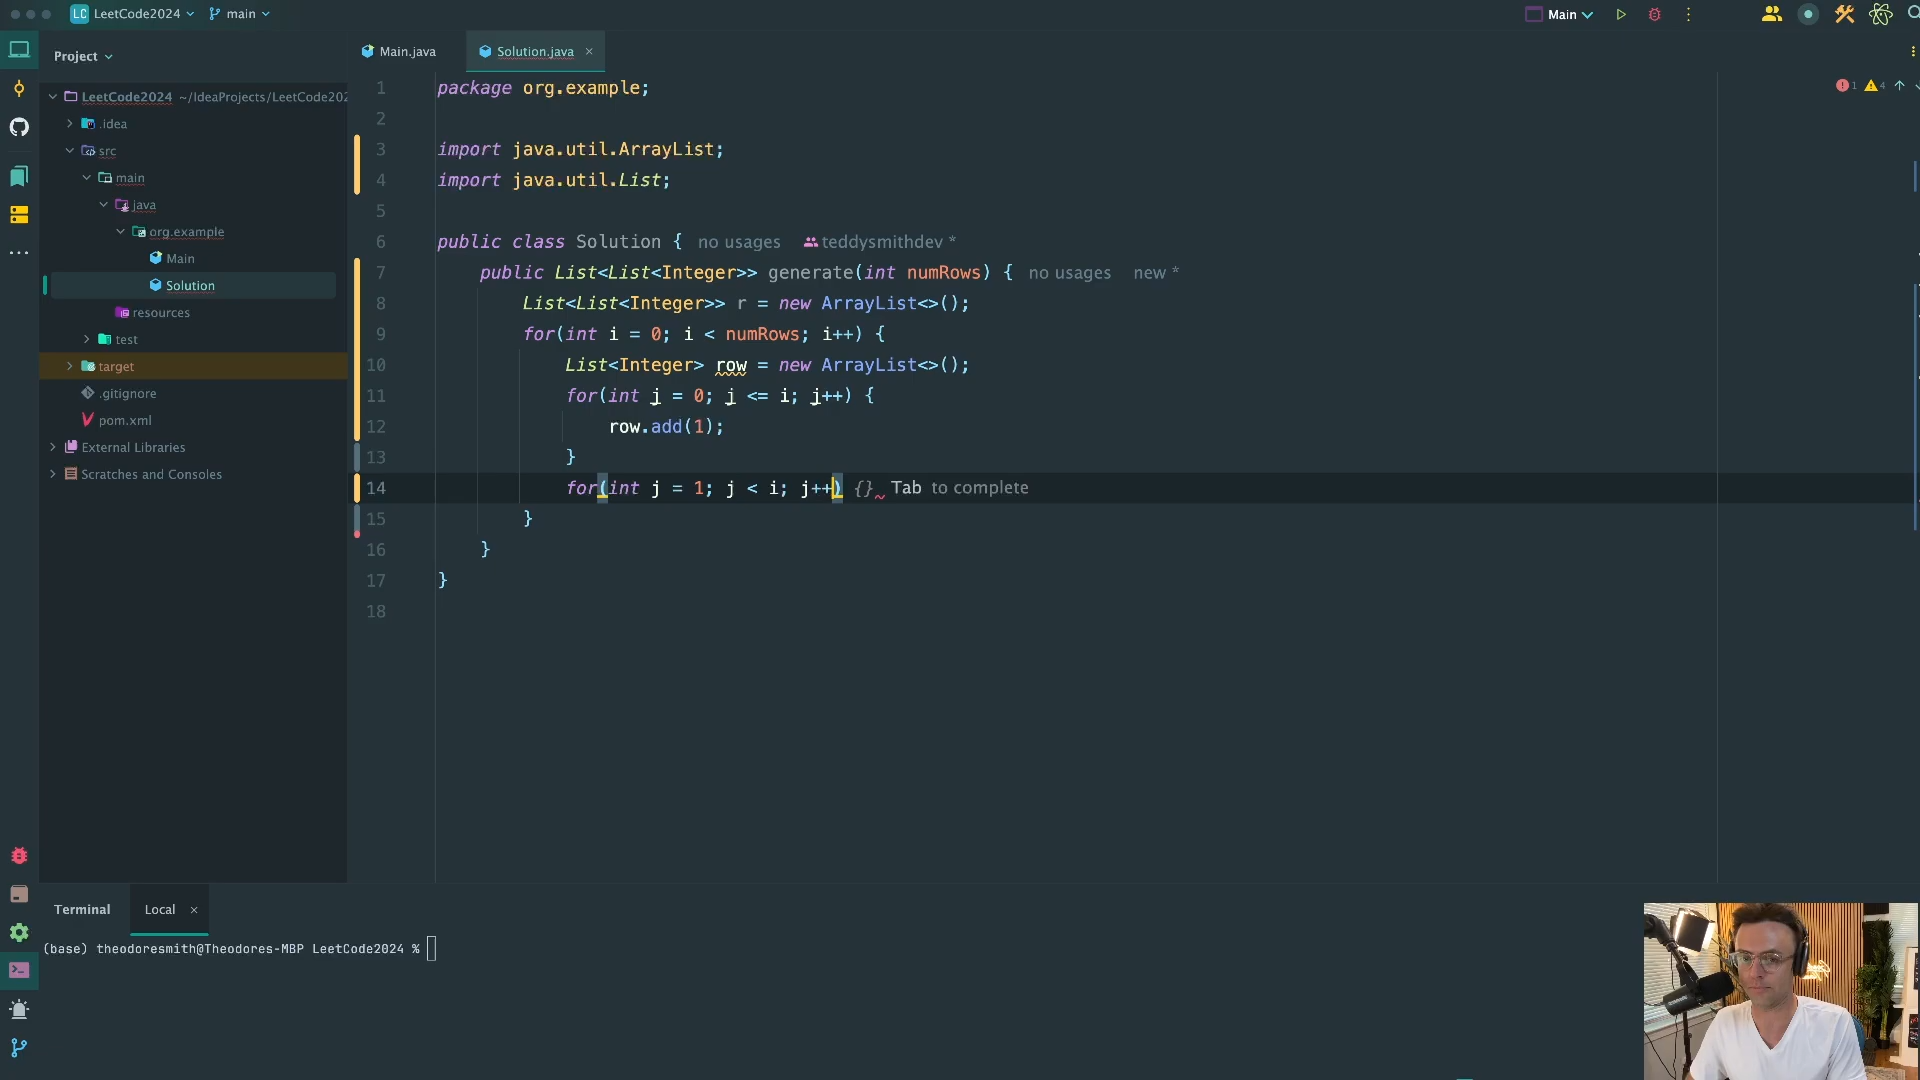 LC LeetCode2024 main Main
Project
Main.java Solution.java
LeetCode2024 ~/IdeaProjects/LeetCode202
.idea
src
main
java
org.example
Main
Solution
resources
test
target
.gitignore
pom.xml
External Libraries
Scratches and Consoles
1 4
1 package org.example;
2
3 import java.util.ArrayList;
4 import java.util.List;
5
6 public class Solution { no usages teddysmithdev *
7 public List<List<Integer>> generate(int numRows) { no usages new *
8 List<List<Integer>> r = new ArrayList<>();
9 for(int i = 0; i < numRows; i++) {
10 List<Integer> row = new ArrayList<>();
11 for(int j = 0; j <= i; j++) {
12 row.add(1);
13 }
14 for(int j = 1; j < i; j++) {} Tab to complete
15 }
16 }
17 }
18
Terminal Local
(base) theodoresmith@Theodores-MBP LeetCode2024 %